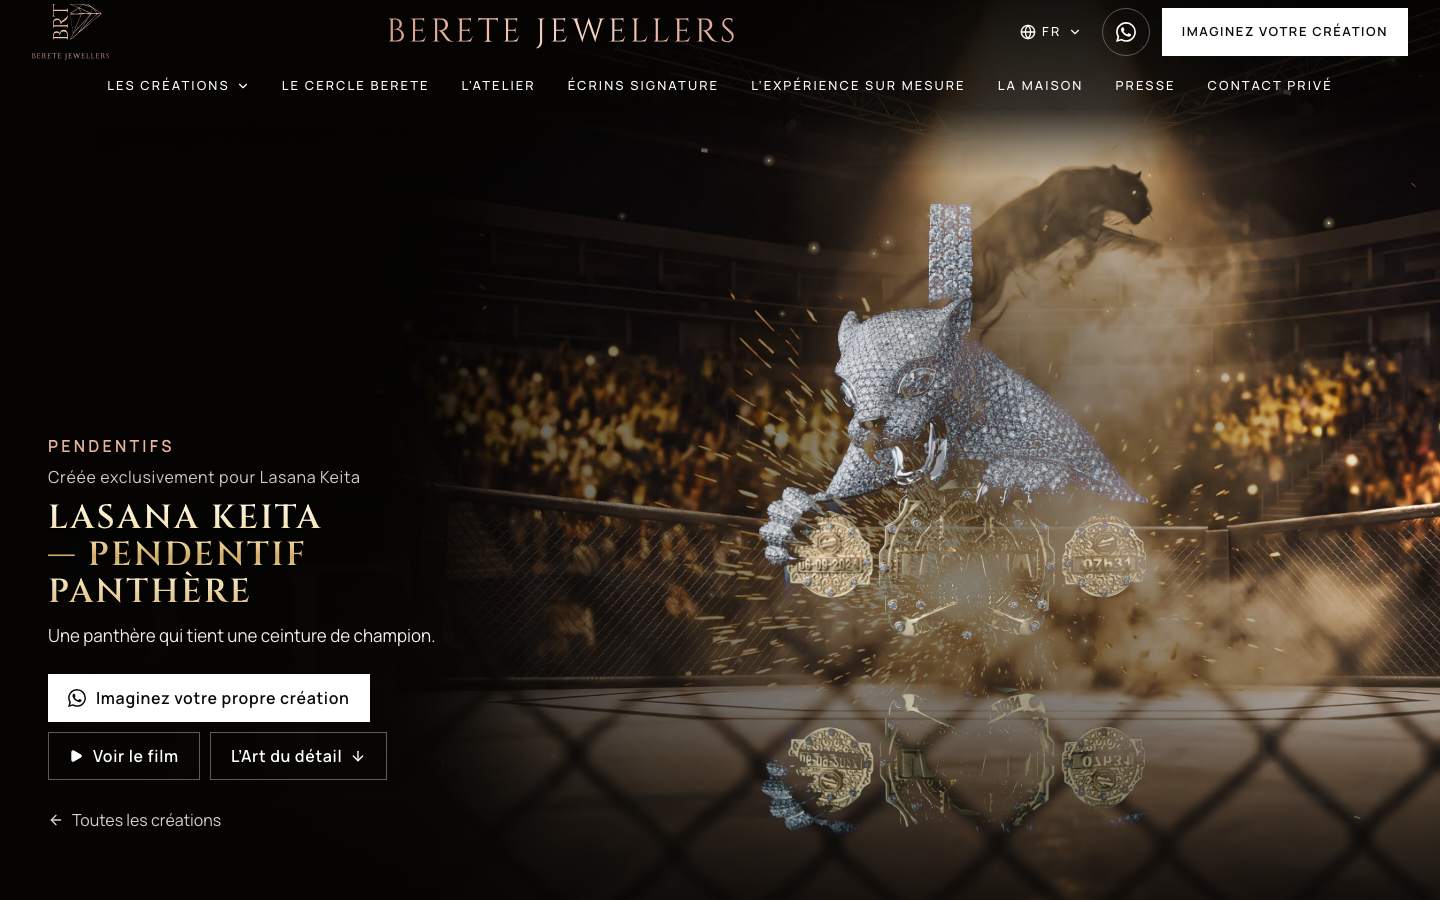 BRT
BERETE JEWELLERS
BERETE JEWELLERS
FR
IMAGINEZ VOTRE CRÉATION
LES CRÉATIONS
LE CERCLE BERETE
L'ATELIER
ÉCRINS SIGNATURE
L'EXPÉRIENCE SUR MESURE
LA MAISON
PRESSE
CONTACT PRIVÉ
PENDENTIFS
Créée exclusivement pour Lasana Keita
LASANA KEITA
— PENDENTIF
PANTHÈRE
Une panthère qui tient une ceinture de champion.
Imaginez votre propre création
Voir le film
L'Art du détail
Toutes les créations
07h31